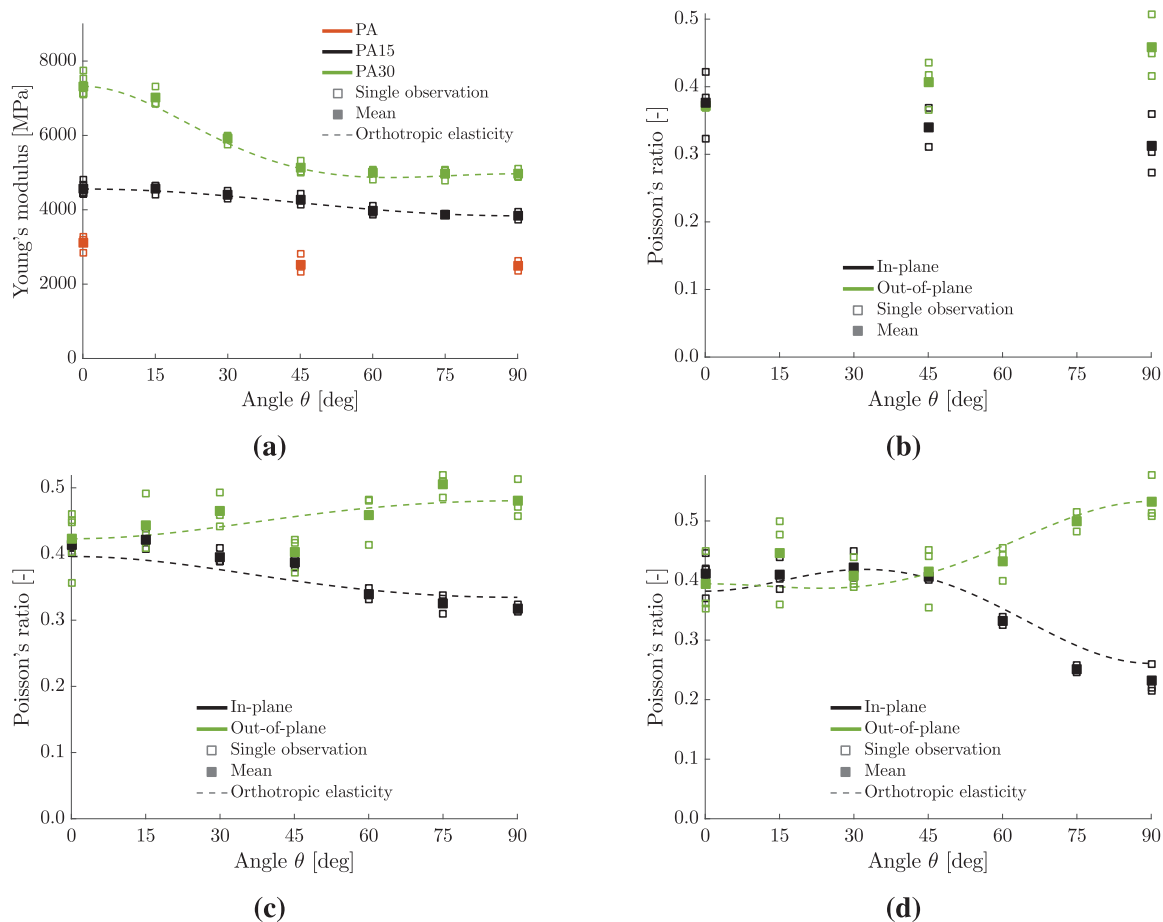 8000
6000
4000
2000
0
Young's modulus [MPa]
PA
PA15
PA30
Single observation
Mean
Orthotropic elasticity
0 15 30 45 60 75 90
Angle θ [deg]
(a)
0.5
0.4
0.3
0.2
0.1
0.0
Poisson's ratio [-]
In-plane
Out-of-plane
Single observation
Mean
0 15 30 45 60 75 90
Angle θ [deg]
(b)
0.5
0.4
0.3
0.2
0.1
0.0
Poisson's ratio [-]
In-plane
Out-of-plane
Single observation
Mean
Orthotropic elasticity
0 15 30 45 60 75 90
Angle θ [deg]
(c)
0.5
0.4
0.3
0.2
0.1
0.0
Poisson's ratio [-]
In-plane
Out-of-plane
Single observation
Mean
Orthotropic elasticity
0 15 30 45 60 75 90
Angle θ [deg]
(d)